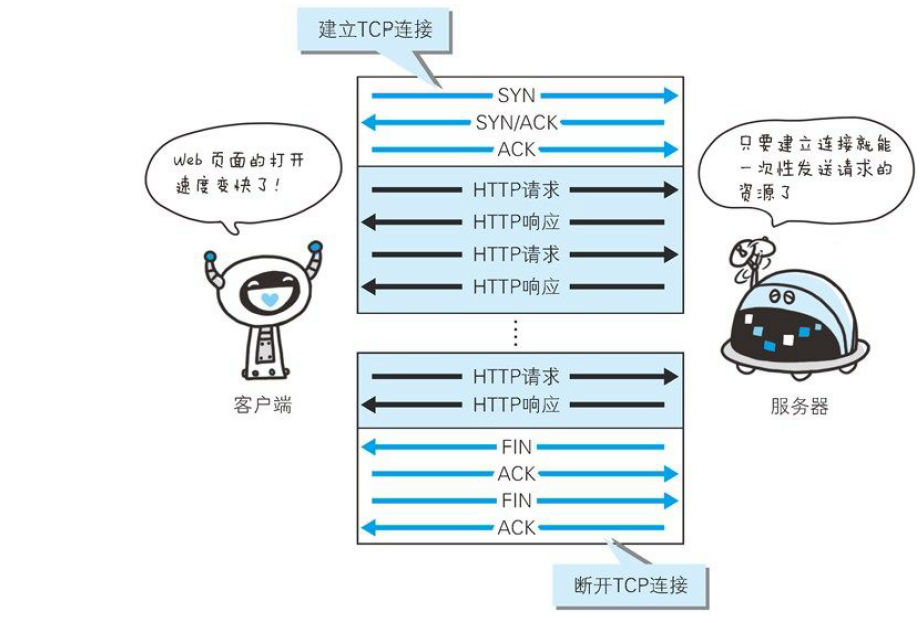 建立TCP连接
SYN
SYN/ACK
ACK
Web 页面的打开
速度变快了！
只要建立连接就能
一次性发送请求的
资源了
HTTP请求
HTTP响应
HTTP请求
HTTP响应
HTTP请求
HTTP响应
客户端
服务器
FIN
ACK
FIN
ACK
断开TCP连接